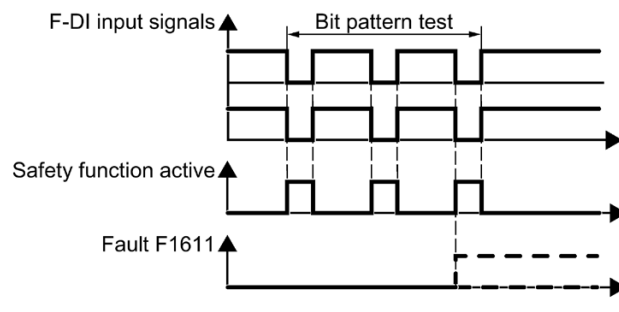 F-DI input signals
Bit pattern test
Safety function active
Fault F1611